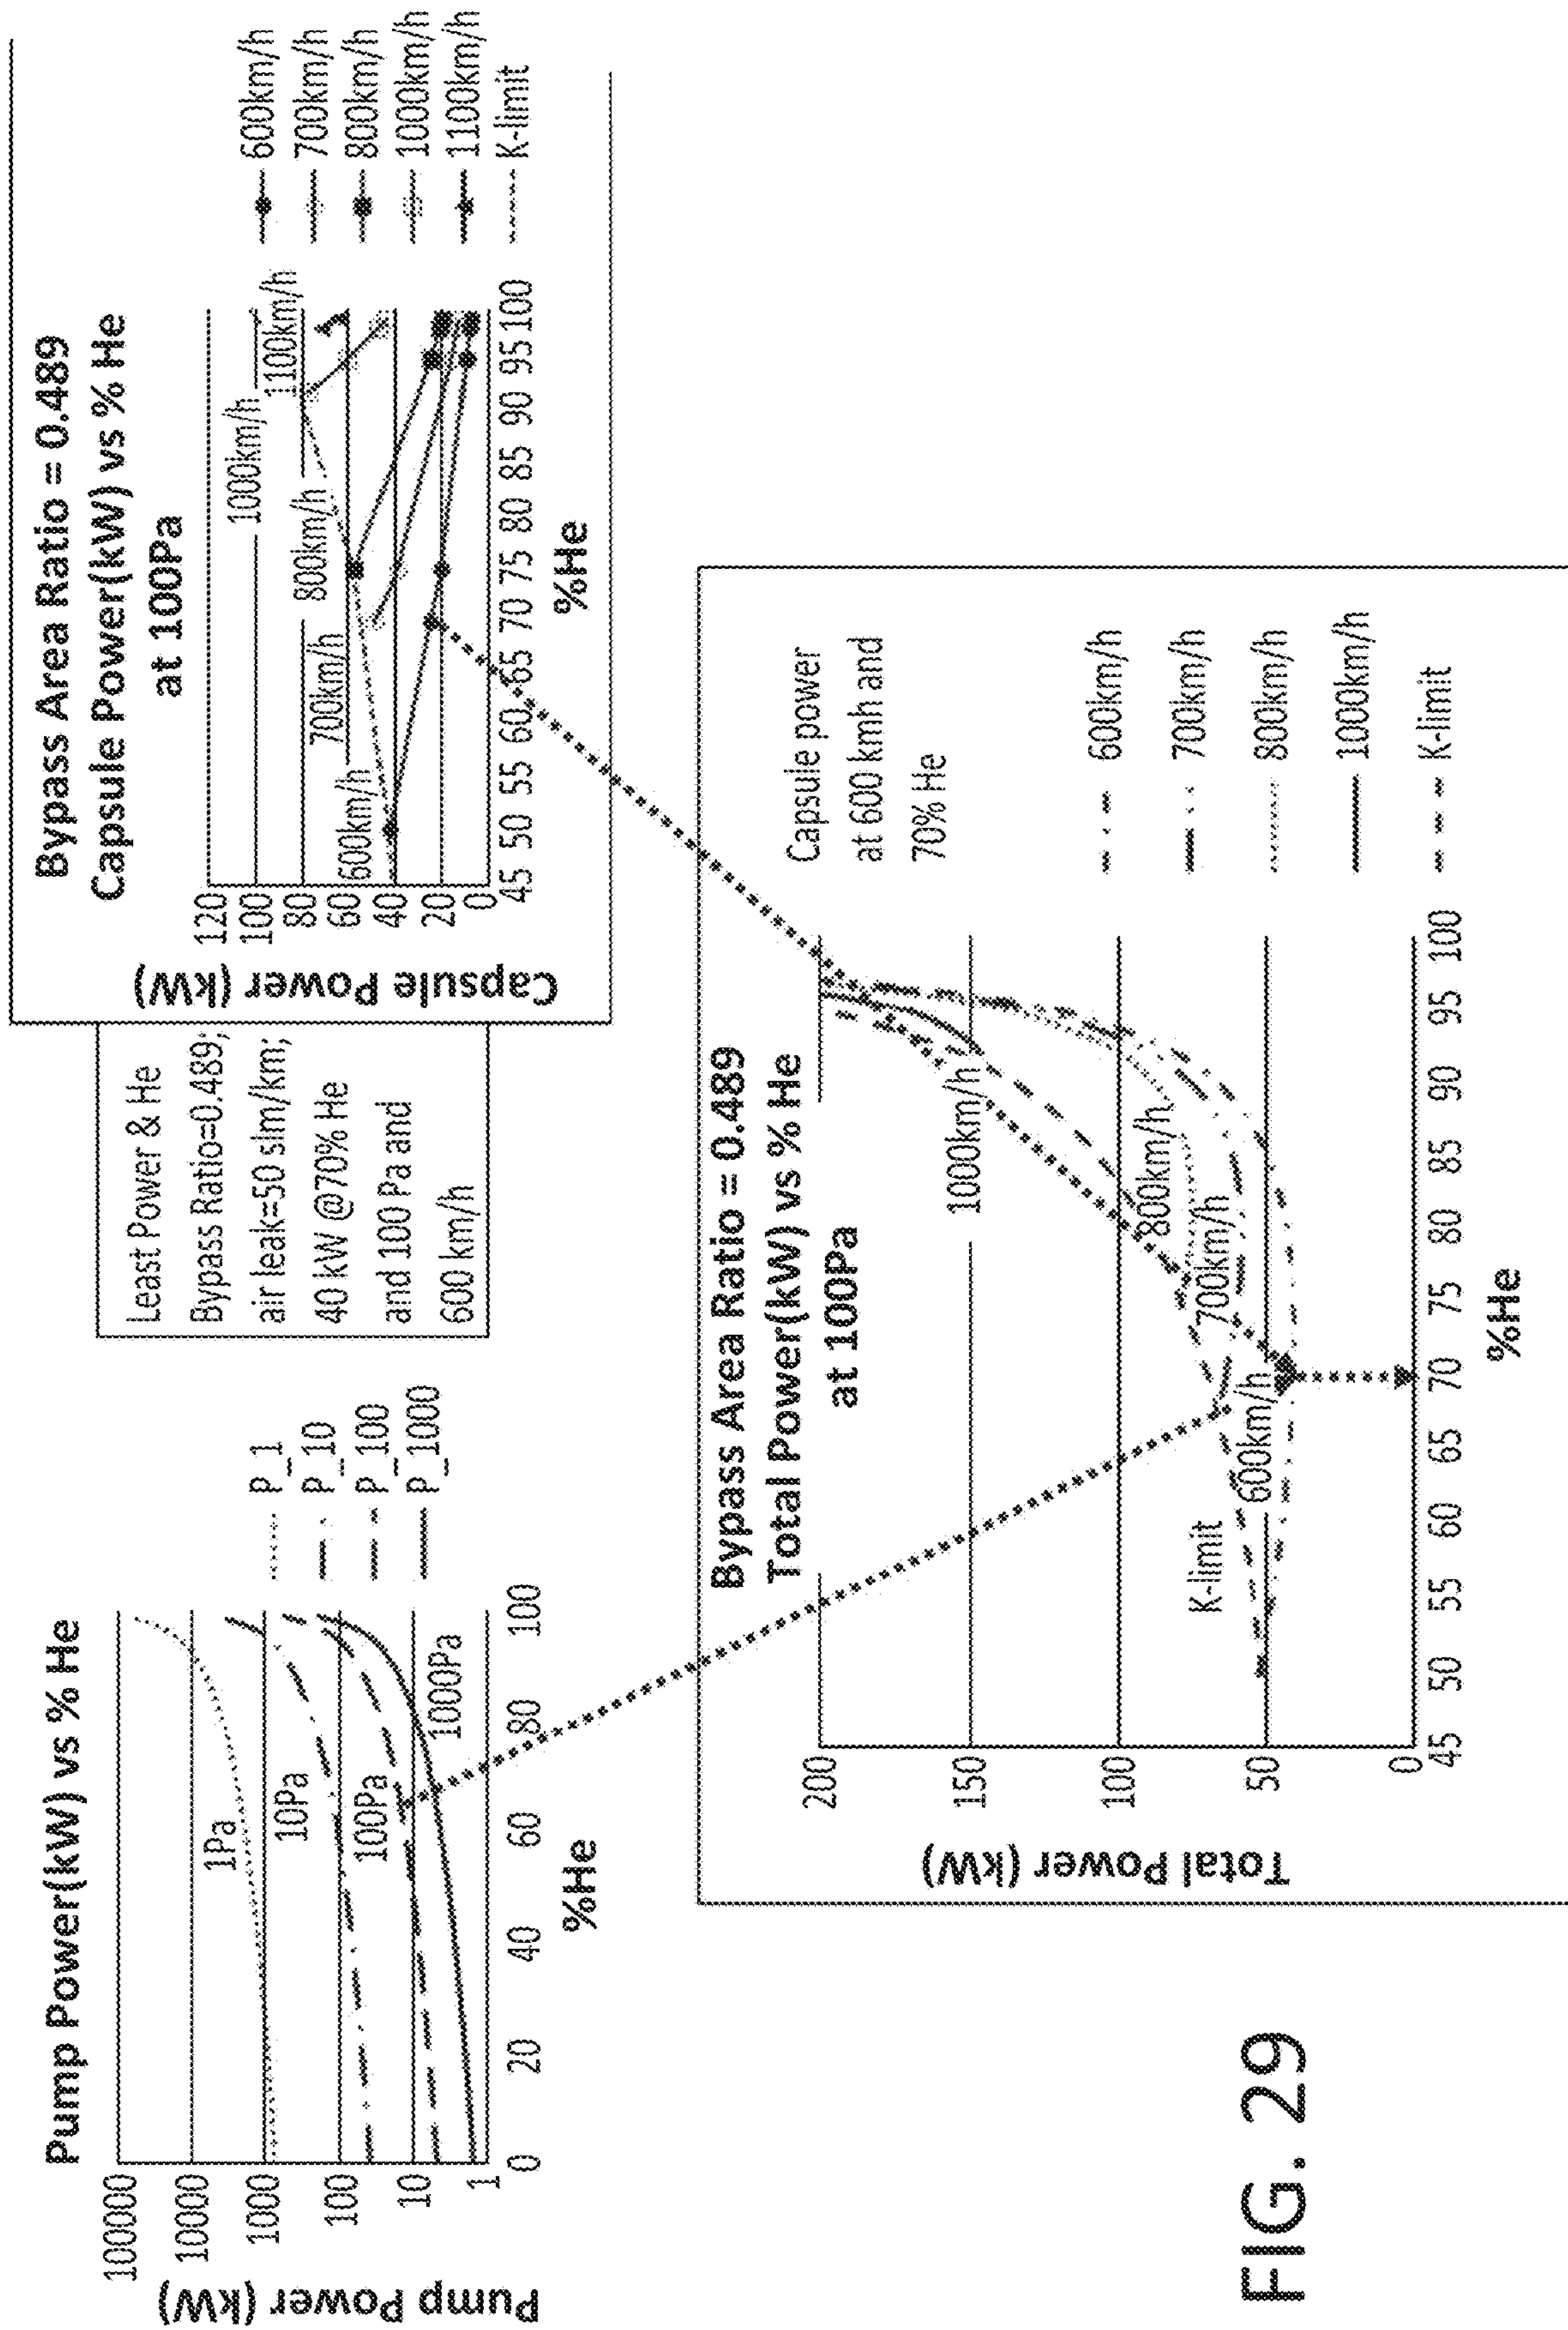 Pump Power(kW) vs % He
Pump Power (kW)
100000
10000
1000
100
10
1
0
20
40
60
80
100
%He
1Pa
10Pa
100Pa
1000Pa
P_1
P_10
P_100
P_1000
Least Power & He
Bypass Ratio=0.489;
air leak=50 slm/km;
40 kW @70% He
and 100 Pa and
600 km/h
Bypass Area Ratio = 0.489
Capsule Power(kW) vs % He
at 100Pa
Capsule Power (kW)
120
100
80
60
40
20
0
45 50 55 60 65 70 75 80 85 90 95 100
%He
600km/h
700km/h
800km/h
1000km/h
1100km/h
600km/h
700km/h
800km/h
1000km/h
1100km/h
K-limit
Bypass Area Ratio = 0.489
Total Power(kW) vs % He
at 100Pa
Total Power (kW)
200
150
100
50
0
45 50 55 60 65 70 75 80 85 90 95 100
%He
K-limit
600km/h
700km/h
800km/h
1000km/h
Capsule power
at 600 kmh and
70% He
600km/h
700km/h
800km/h
1000km/h
K-limit
FIG. 29